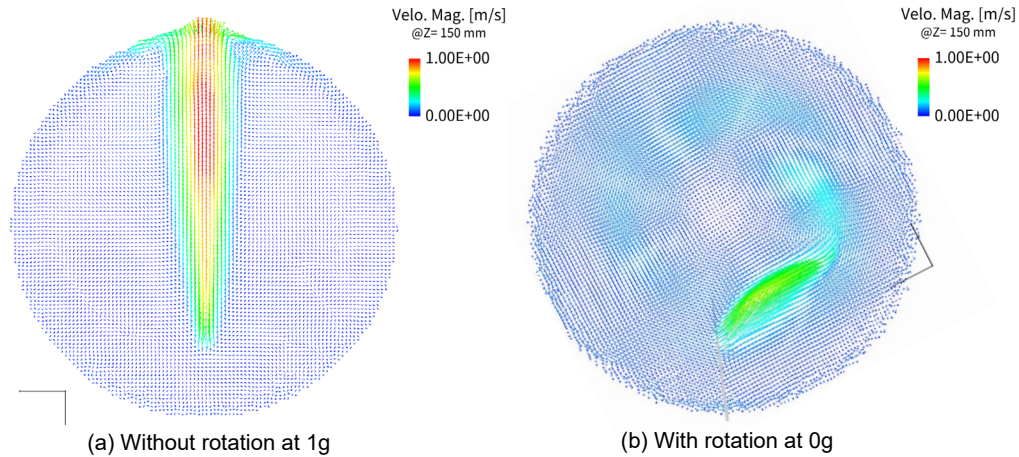 Velo. Mag. [m/s]
@Z= 150 mm
1.00E+00
0.00E+00
Velo. Mag. [m/s]
@Z= 150 mm
1.00E+00
0.00E+00
(a) Without rotation at 1g
(b) With rotation at 0g